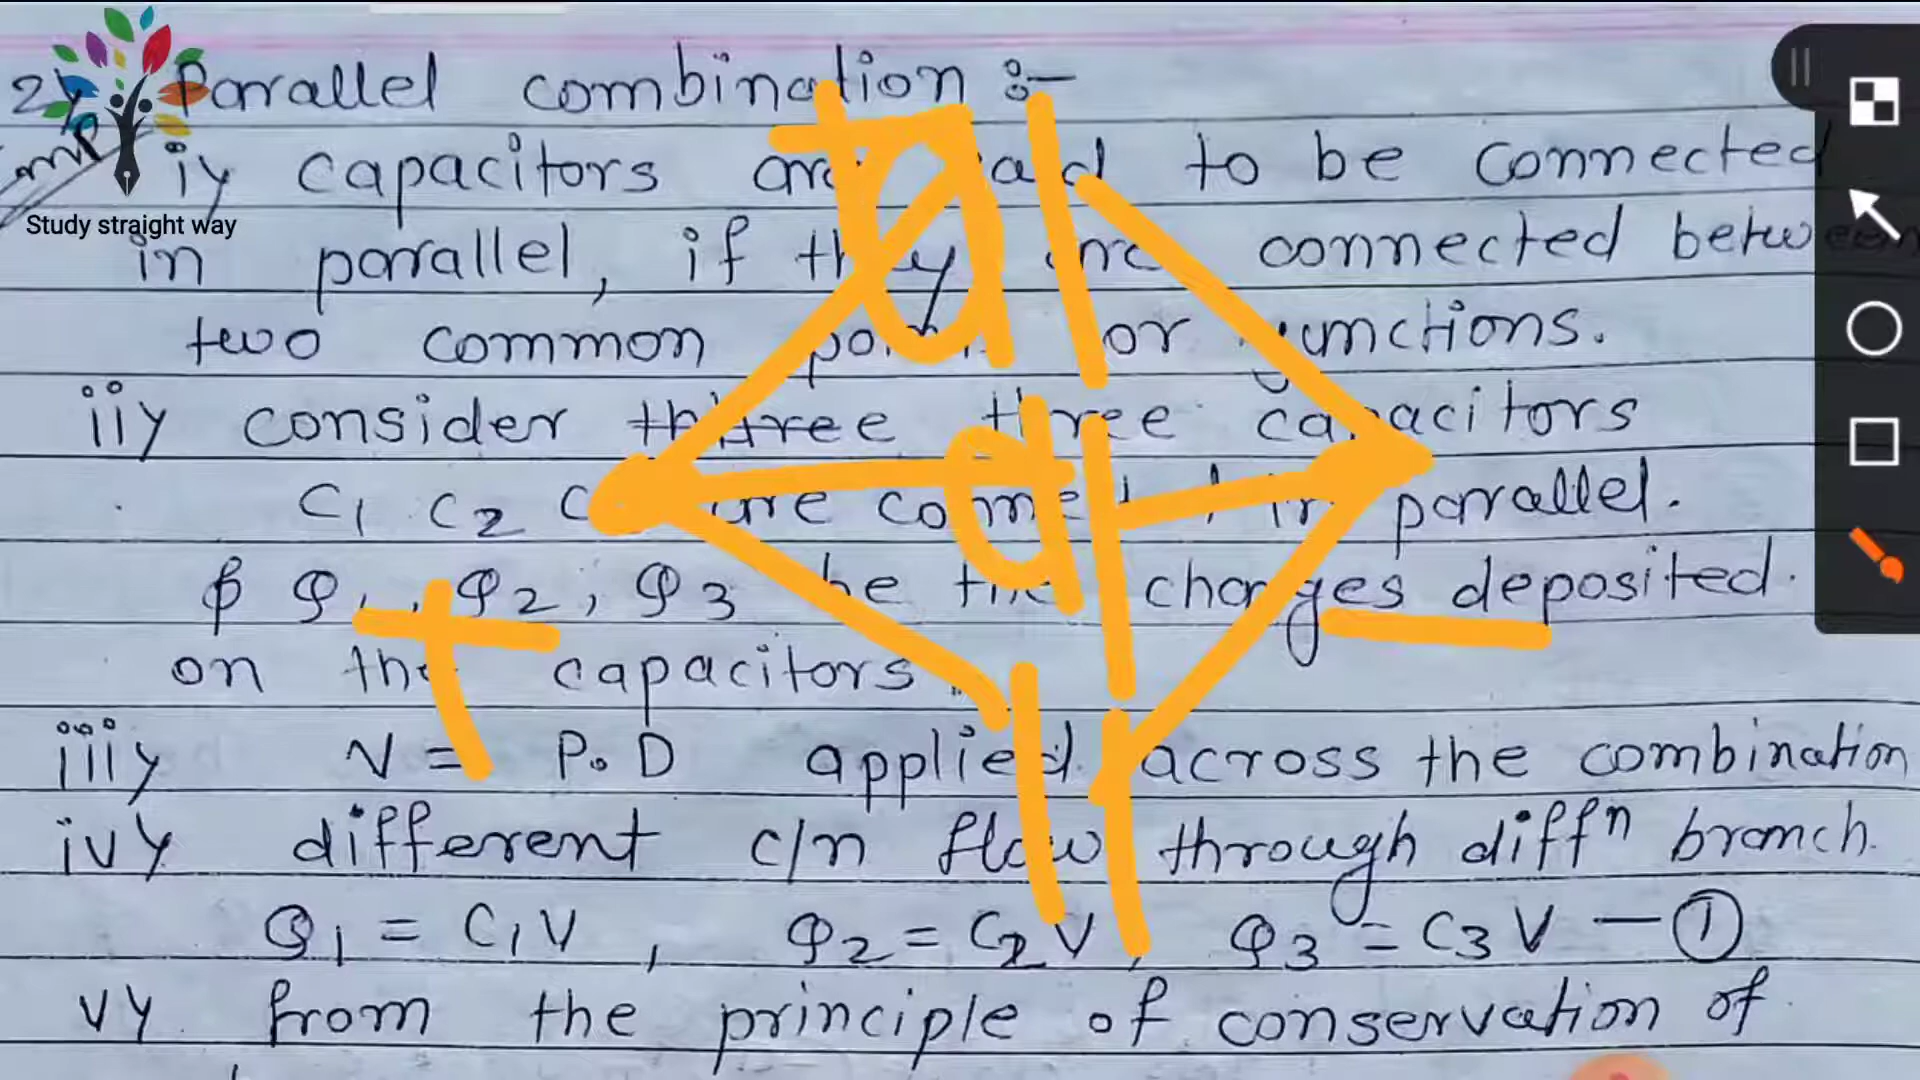 2) Parallel combination :-
imp
i) capacitors are said to be connected
Study straight way
in parallel, if they are connected between
two common points or junctions.
ii) consider three three capacitors
C1 C2 C3 are connected in parallel.
Q1, Q2, Q3 be the charges deposited
on the capacitors
iii) V = P.D applied across the combination
iv) different c/n flow through diffn branch.
Q1 = C1V, Q2 = C2V, Q3 = C3V — ①
v) from the principle of conservation of